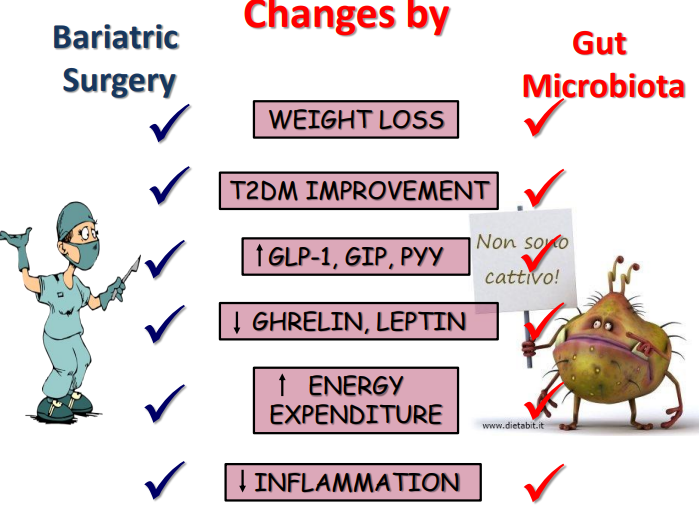 Changes by
Bariatric
Surgery
Gut
Microbiota
WEIGHT LOSS
T2DM IMPROVEMENT
↑ GLP-1, GIP, PYY
Non sono
cattivo!
↓ GHRELIN, LEPTIN
↑ ENERGY
EXPENDITURE
www.dietabit.it
↓ INFLAMMATION